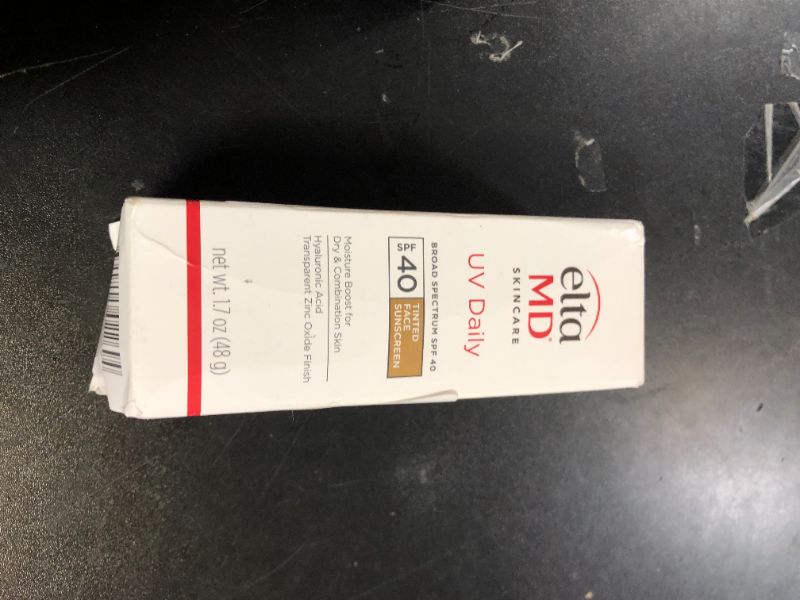 elta
MD®
SKINCARE
UV Daily
BROAD SPECTRUM SPF 40
SPF
40
TINTED
FACE
SUNSCREEN
Moisture Boost for
Dry & Combination Skin
Hyaluronic Acid
Transparent Zinc Oxide Finish
net wt. 1.7 oz (48 g)